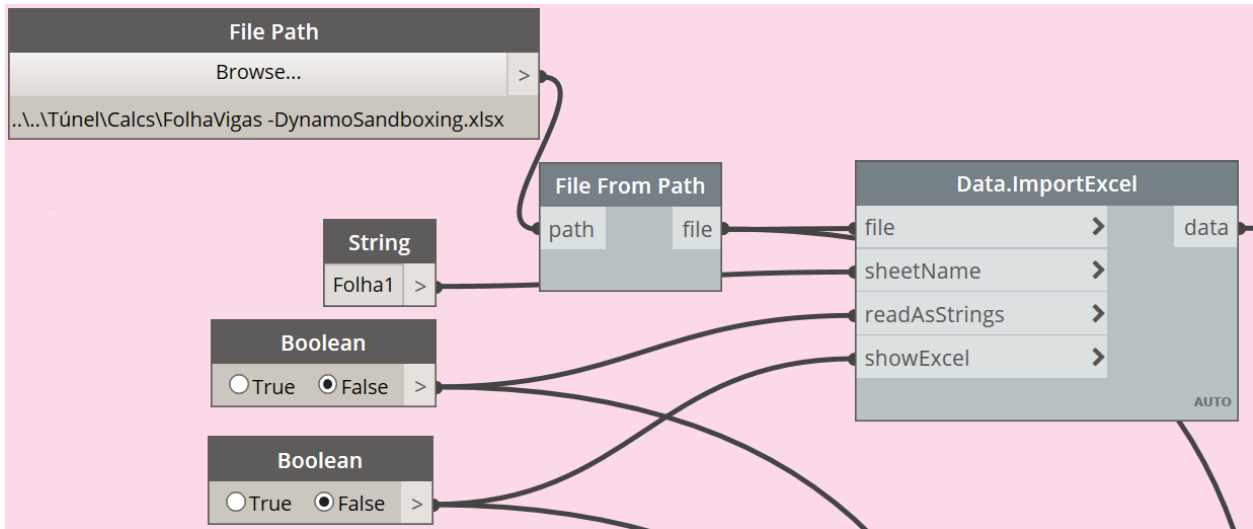 File Path
Browse...
>
..\..\Túnel\Calcs\FolhaVigas -DynamoSandboxing.xlsx
File From Path
path
file
String
Folha1
>
Boolean
True
False
>
Boolean
True
False
>
Data.ImportExcel
file
>
data
sheetName
>
readAsStrings
>
showExcel
>
AUTO